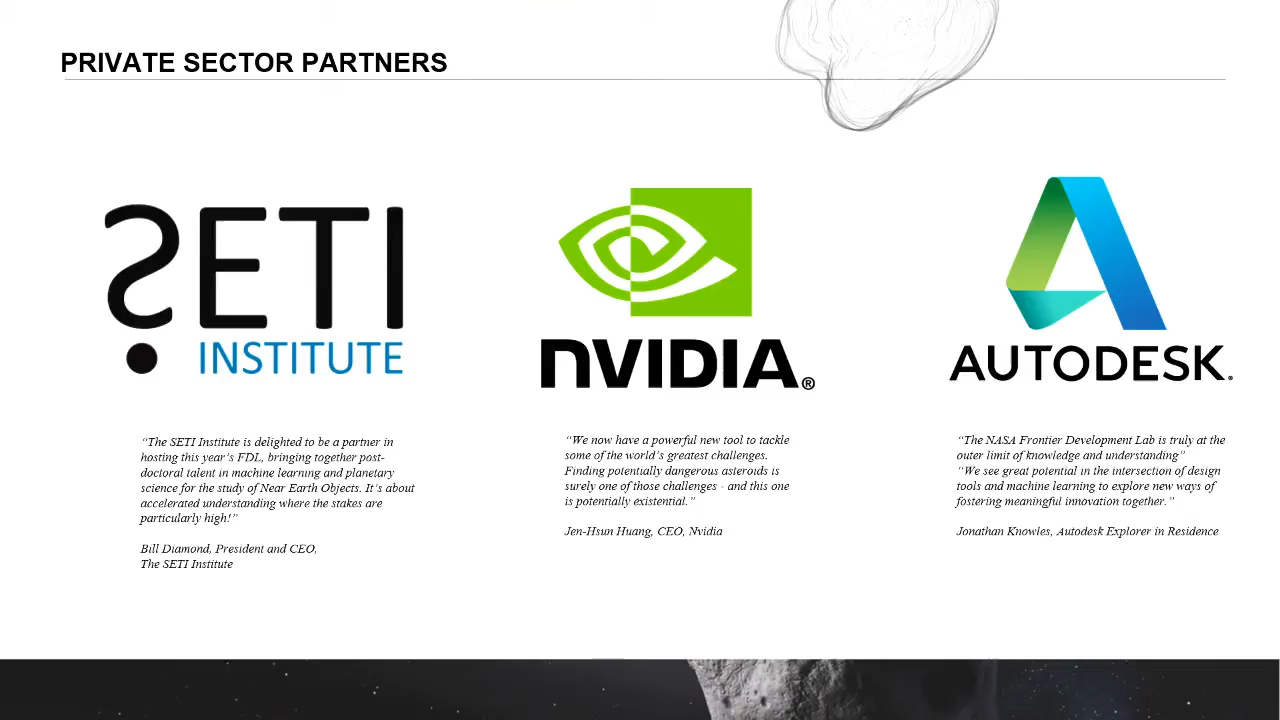 PRIVATE SECTOR PARTNERS
SETI
INSTITUTE
“The SETI Institute is delighted to be a partner in
hosting this year’s FDL, bringing together post-
doctoral talent in machine learning and planetary
science for the study of Near Earth Objects. It’s about
accelerated understanding where the stakes are
particularly high!”
Bill Diamond, President and CEO,
The SETI Institute
NVIDIA®
“We now have a powerful new tool to tackle
some of the world’s greatest challenges.
Finding potentially dangerous asteroids is
surely one of those challenges - and this one
is potentially existential.”
Jen-Hsun Huang, CEO, Nvidia
AUTODESK®
“The NASA Frontier Development Lab is truly at the
outer limit of knowledge and understanding”
“We see great potential in the intersection of design
tools and machine learning to explore new ways of
fostering meaningful innovation together.”
Jonathan Knowles, Autodesk Explorer in Residence